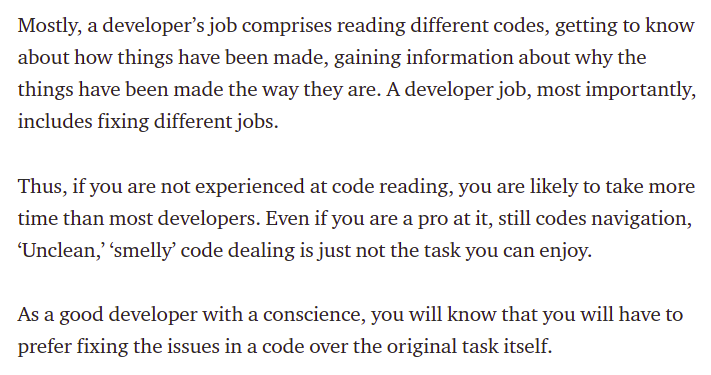 Mostly, a developer’s job comprises reading different codes, getting to know
about how things have been made, gaining information about why the
things have been made the way they are. A developer job, most importantly,
includes fixing different jobs.
Thus, if you are not experienced at code reading, you are likely to take more
time than most developers. Even if you are a pro at it, still codes navigation,
‘Unclean,’ ‘smelly’ code dealing is just not the task you can enjoy.
As a good developer with a conscience, you will know that you will have to
prefer fixing the issues in a code over the original task itself.